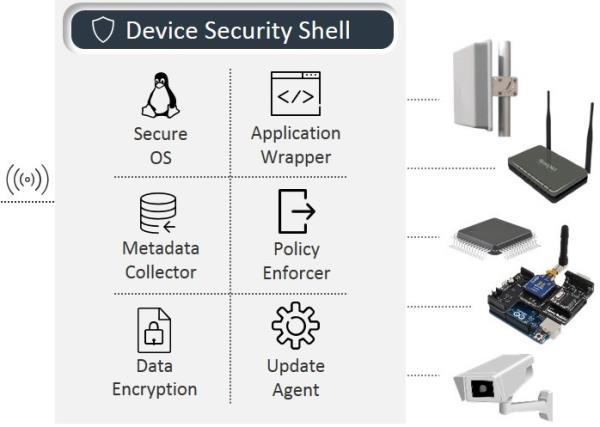 Device Security Shell
Secure
OS
</>
Application
Wrapper
Metadata
Collector
Policy
Enforcer
Data
Encryption
Update
Agent